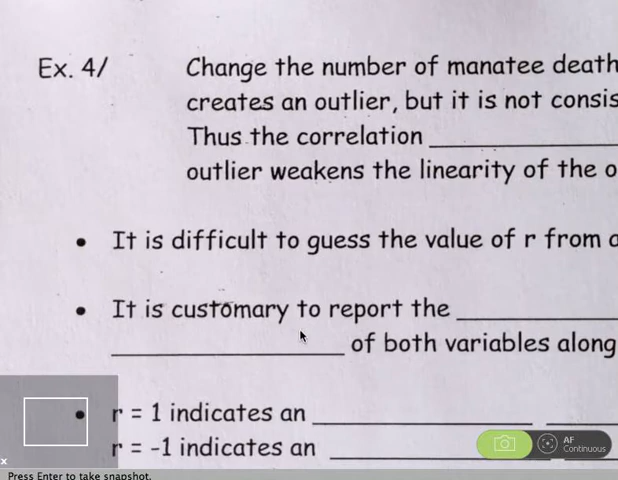 Ex. 4/ Change the number of manatee death
creates an outlier, but it is not consis
Thus the correlation
outlier weakens the linearity of the o
• It is difficult to guess the value of r from a
• It is customary to report the
of both variables along
• r = 1 indicates an
r = -1 indicates an
AF
Continuous
x
Press Enter to take snapshot.